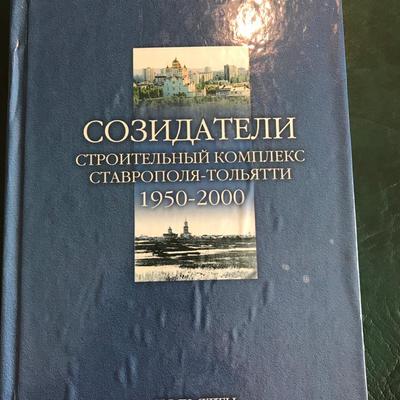 СОЗИДАТЕЛИ
СТРОИТЕЛЬНЫЙ КОМПЛЕКС
СТАВРОПОЛЯ-ТОЛЬЯТТИ
1950-2000